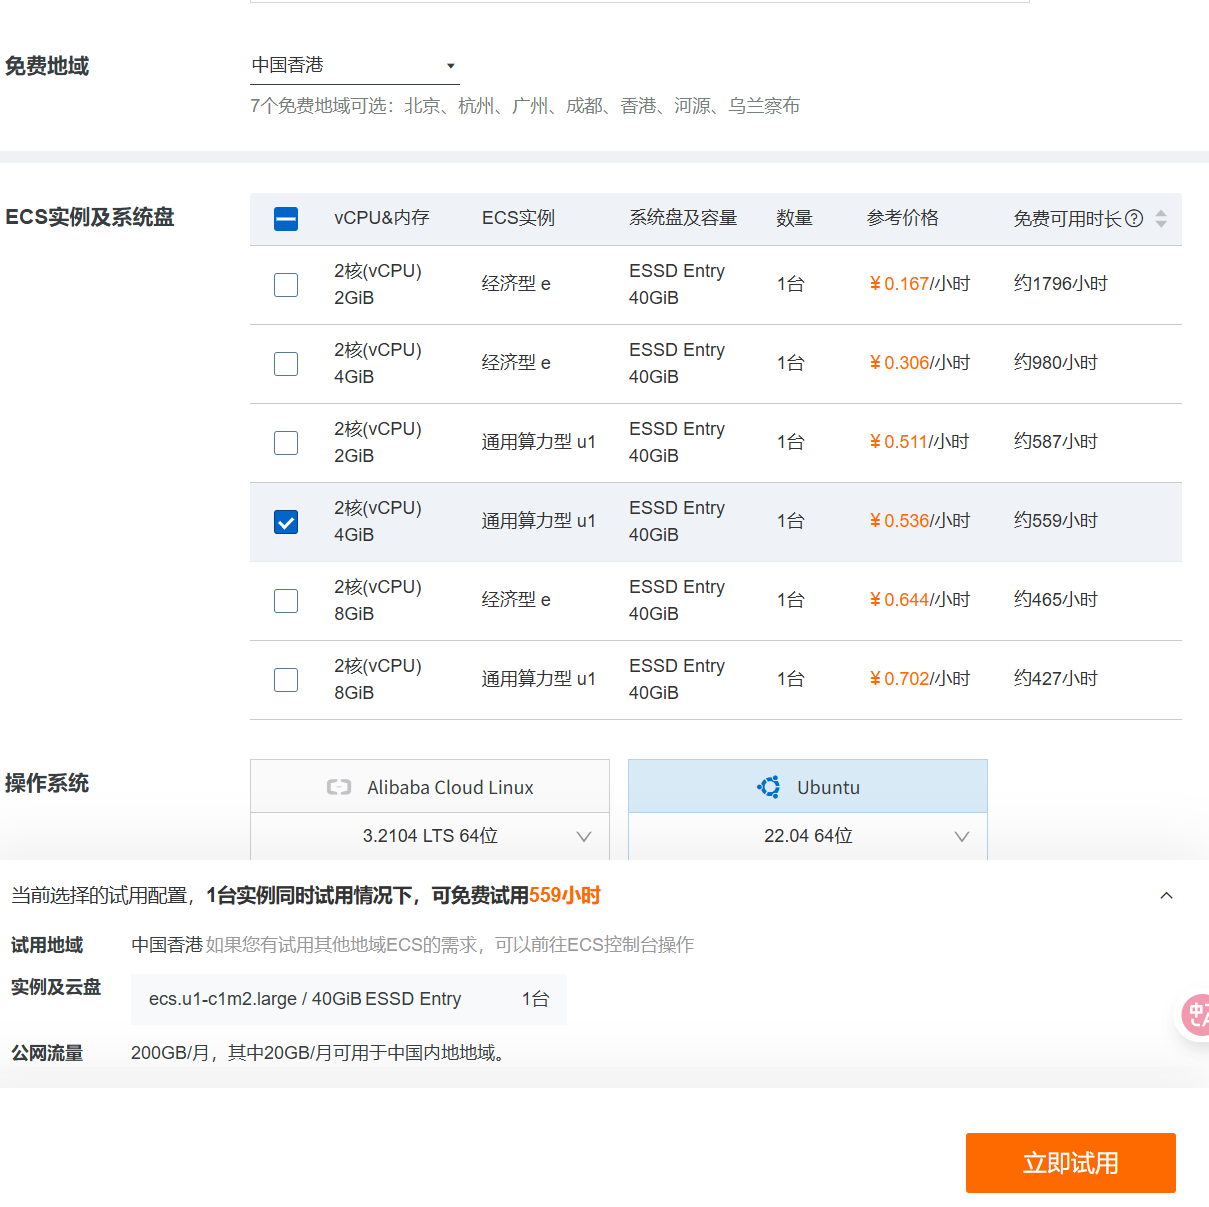 免费地域
中国香港
7个免费地域可选：北京、杭州、广州、成都、香港、河源、乌兰察布
ECS实例及系统盘
vCPU&内存 ECS实例 系统盘及容量 数量 参考价格 免费可用时长?
2核(vCPU) 2GiB 经济型 e ESSD Entry 40GiB 1台 ¥0.167/小时 约1796小时
2核(vCPU) 4GiB 经济型 e ESSD Entry 40GiB 1台 ¥0.306/小时 约980小时
2核(vCPU) 2GiB 通用算力型 u1 ESSD Entry 40GiB 1台 ¥0.511/小时 约587小时
2核(vCPU) 4GiB 通用算力型 u1 ESSD Entry 40GiB 1台 ¥0.536/小时 约559小时
2核(vCPU) 8GiB 经济型 e ESSD Entry 40GiB 1台 ¥0.644/小时 约465小时
2核(vCPU) 8GiB 通用算力型 u1 ESSD Entry 40GiB 1台 ¥0.702/小时 约427小时
操作系统
Alibaba Cloud Linux Ubuntu
3.2104 LTS 64位 22.04 64位
当前选择的试用配置，1台实例同时试用情况下，可免费试用559小时
试用地域 中国香港 如果您有试用其他地域ECS的需求，可以前往ECS控制台操作
实例及云盘 ecs.u1-c1m2.large / 40GiB ESSD Entry 1台
公网流量 200GB/月，其中20GB/月可用于中国内地地域。
中
立即试用